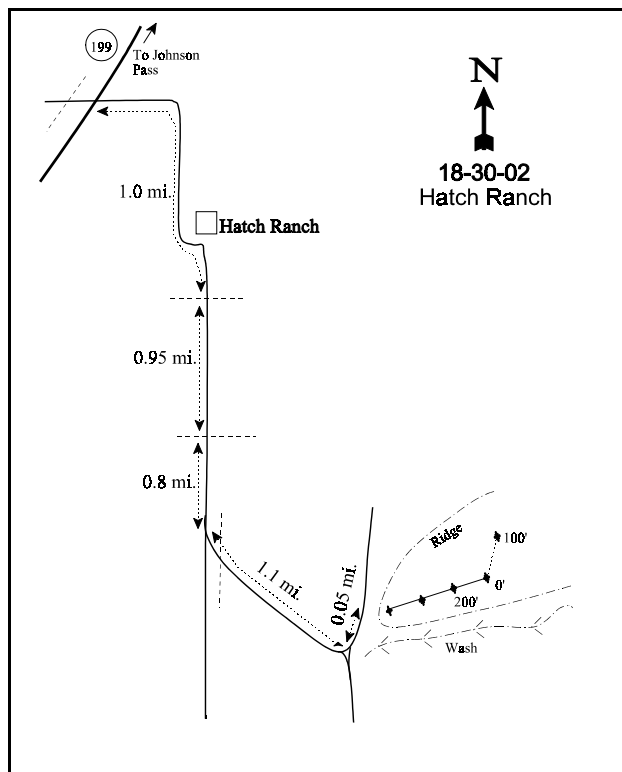 199
To Johnson
Pass
N
18-30-02
Hatch Ranch
1.0 mi.
Hatch Ranch
0.95 mi.
0.8 mi.
1.1 mi.
0.05 mi.
Ridge
100'
0'
200'
Wash